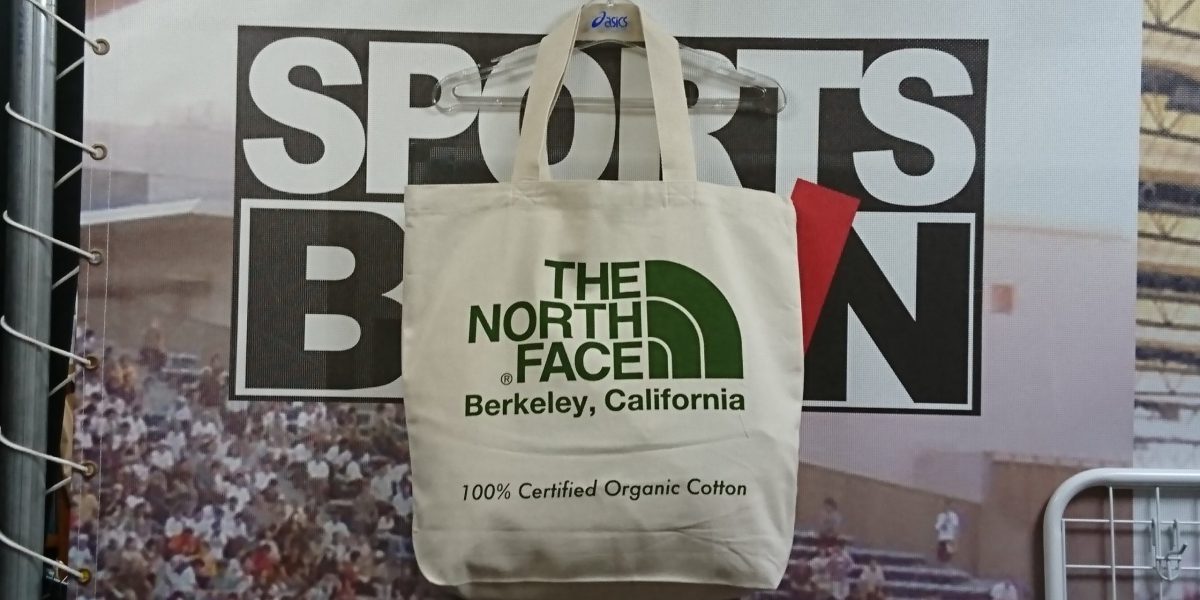 asics
SPORTS
THE
NORTH
FACE
®
Berkeley, California
100% Certified Organic Cotton